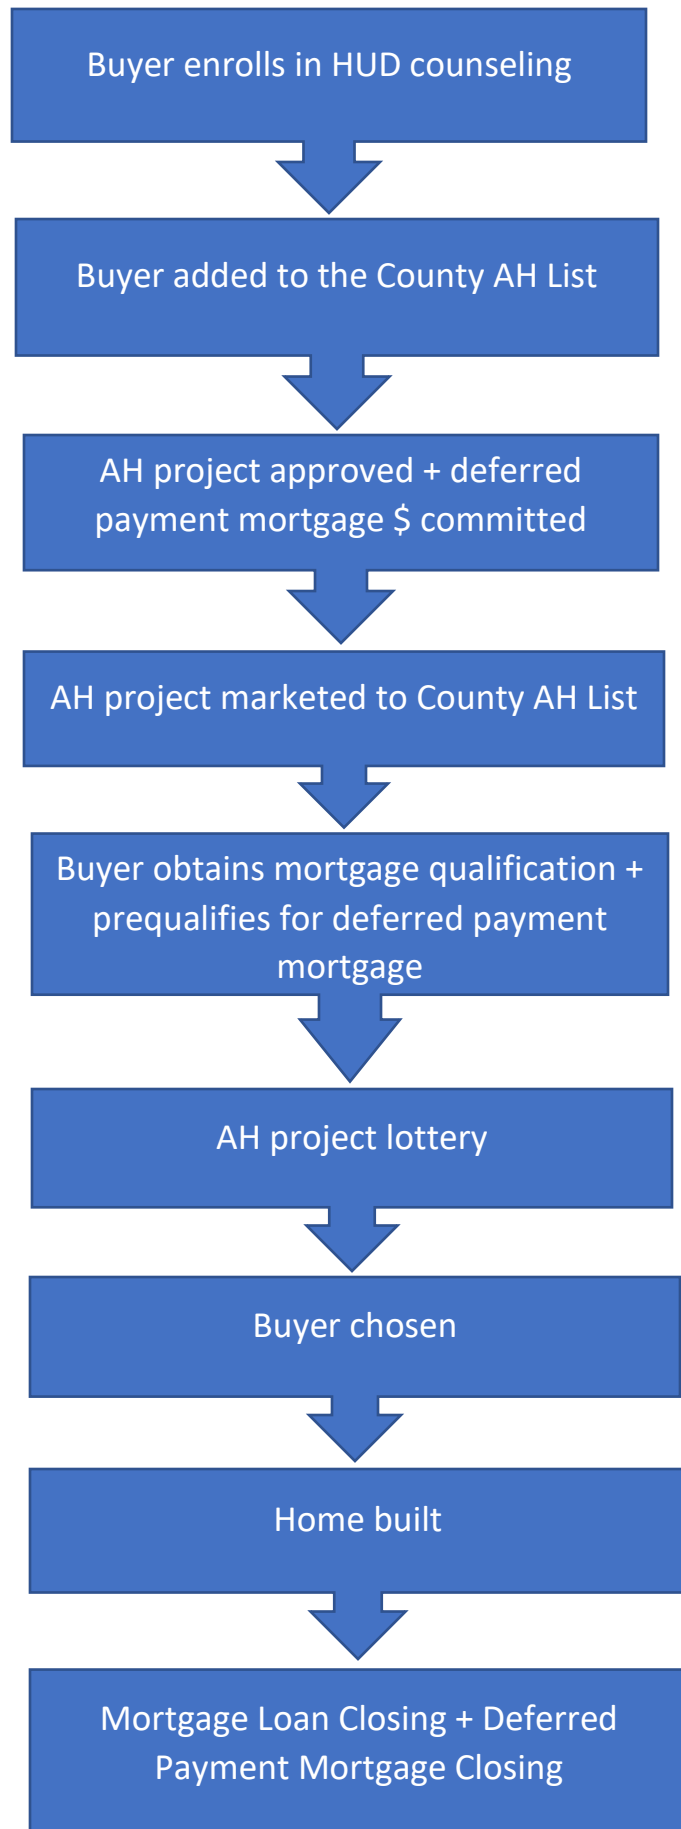 Buyer enrolls in HUD counseling
Buyer added to the County AH List
AH project approved + deferred
payment mortgage $ committed
AH project marketed to County AH List
Buyer obtains mortgage qualification +
prequalifies for deferred payment
mortgage
AH project lottery
Buyer chosen
Home built
Mortgage Loan Closing + Deferred
Payment Mortgage Closing